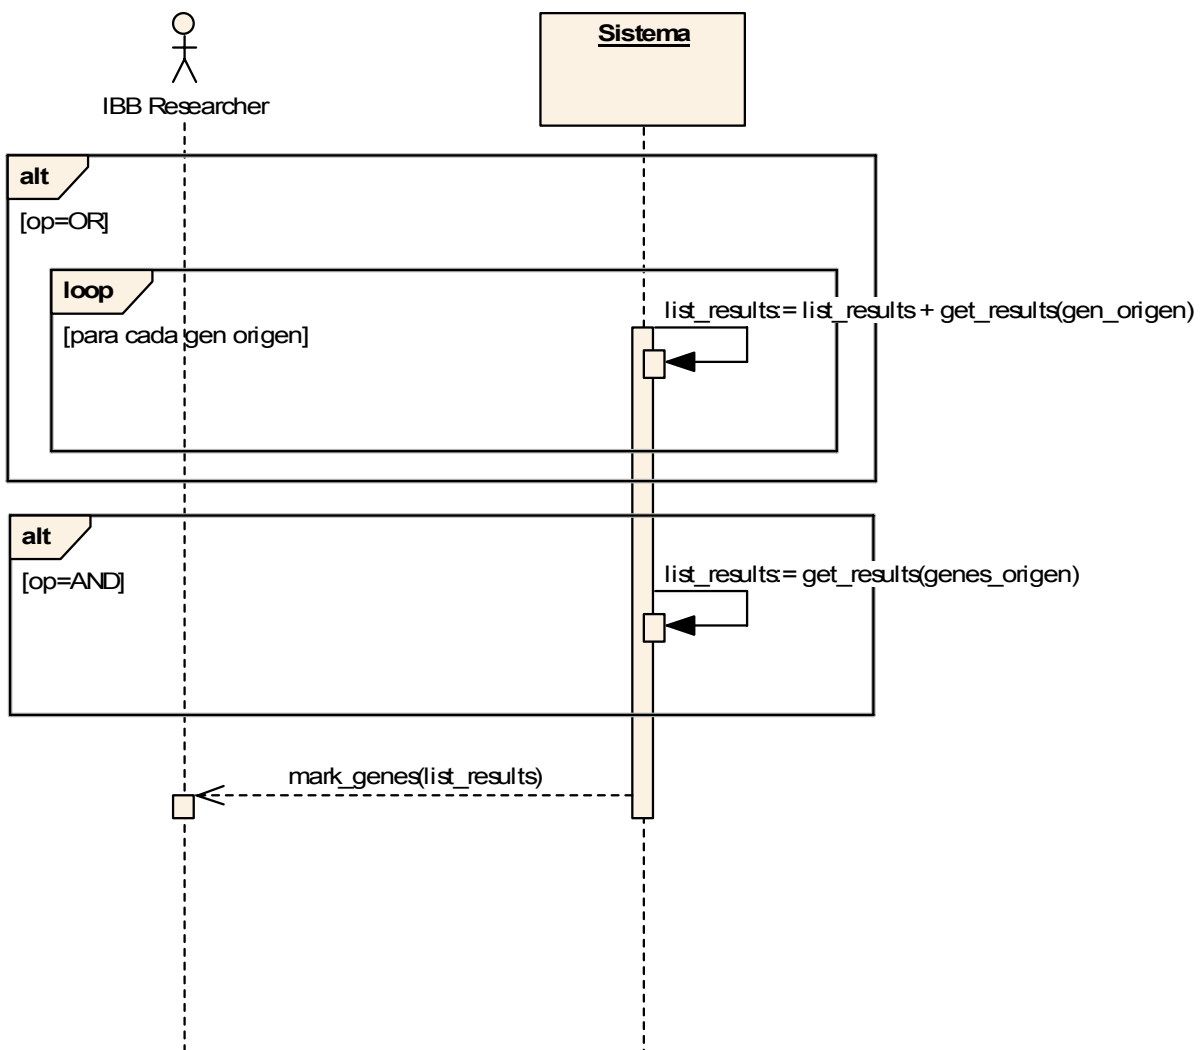 Sistema
IBB Researcher
alt
[op=OR]
loop
list_results:= list_results + get_results(gen_origen)
[para cada gen origen]
alt
list_results:= get_results(genes_origen)
[op=AND]
mark_genes(list_results)